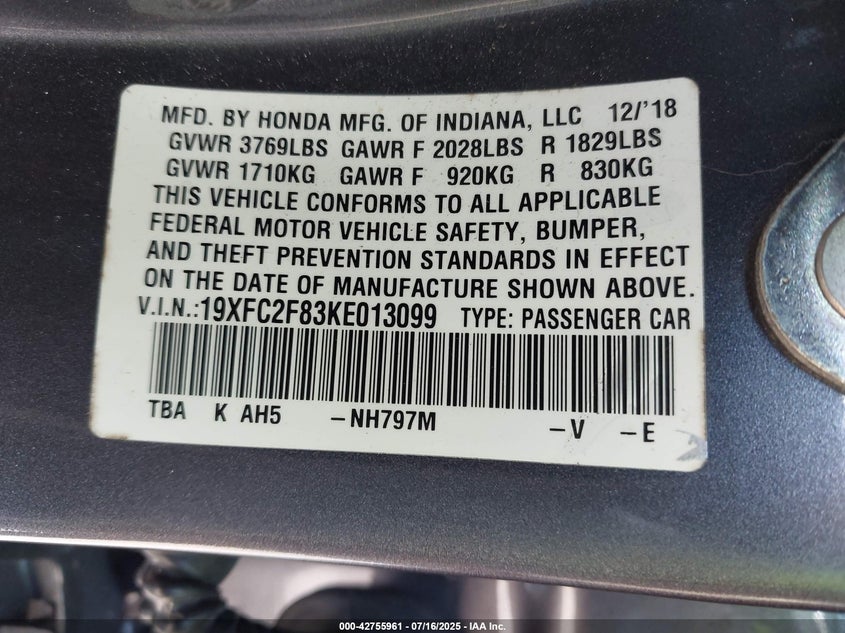 MFD. BY HONDA MFG. OF INDIANA, LLC 12/'18
GVWR 3769LBS GAWR F 2028LBS R 1829LBS
GVWR 1710KG GAWR F 920KG R 830KG
THIS VEHICLE CONFORMS TO ALL APPLICABLE
FEDERAL MOTOR VEHICLE SAFETY, BUMPER,
AND THEFT PREVENTION STANDARDS IN EFFECT
ON THE DATE OF MANUFACTURE SHOWN ABOVE.
V.I.N.:19XFC2F83KE013099 TYPE: PASSENGER CAR
TBA K AH5 –NH797M –V –E
000-42755961 - 07/16/2025 - IAA Inc.